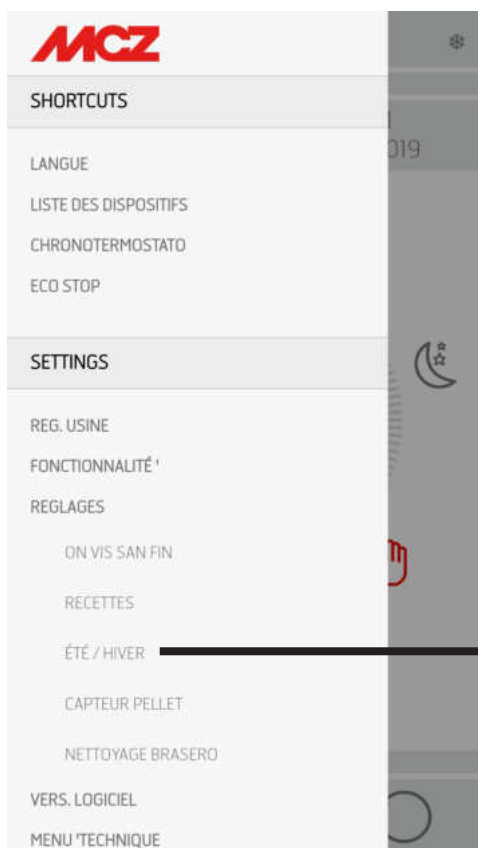 MCZ
SHORTCUTS
LANGUE
LISTE DES DISPOSITIFS
CHRONOTERMOSTATO
ECO STOP
SETTINGS
REG. USINE
FONCTIONNALITÉ '
REGLAGES
ON VIS SAN FIN
RECETTES
ÉTÉ / HIVER
CAPTEUR PELLET
NETTOYAGE BRASERO
VERS. LOGICIEL
MENU 'TECHNIQUE